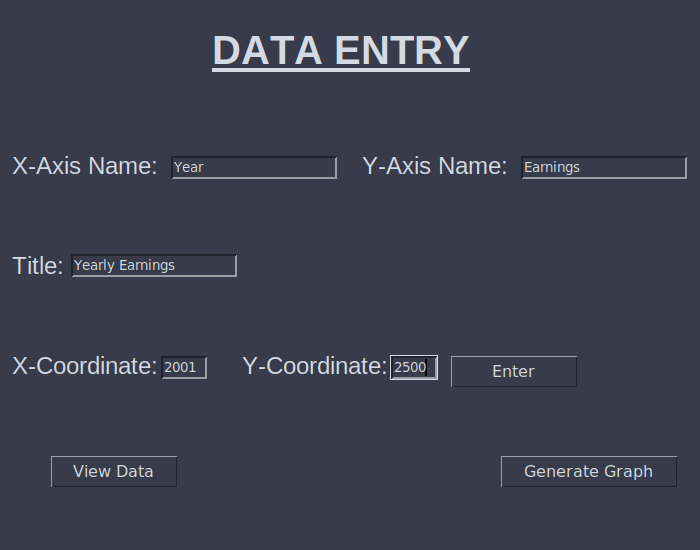 DATA ENTRY
X-Axis Name: Year Y-Axis Name: Earnings
Title: Yearly Earnings
X-Coordinate: 2001 Y-Coordinate: 2500 Enter
View Data Generate Graph